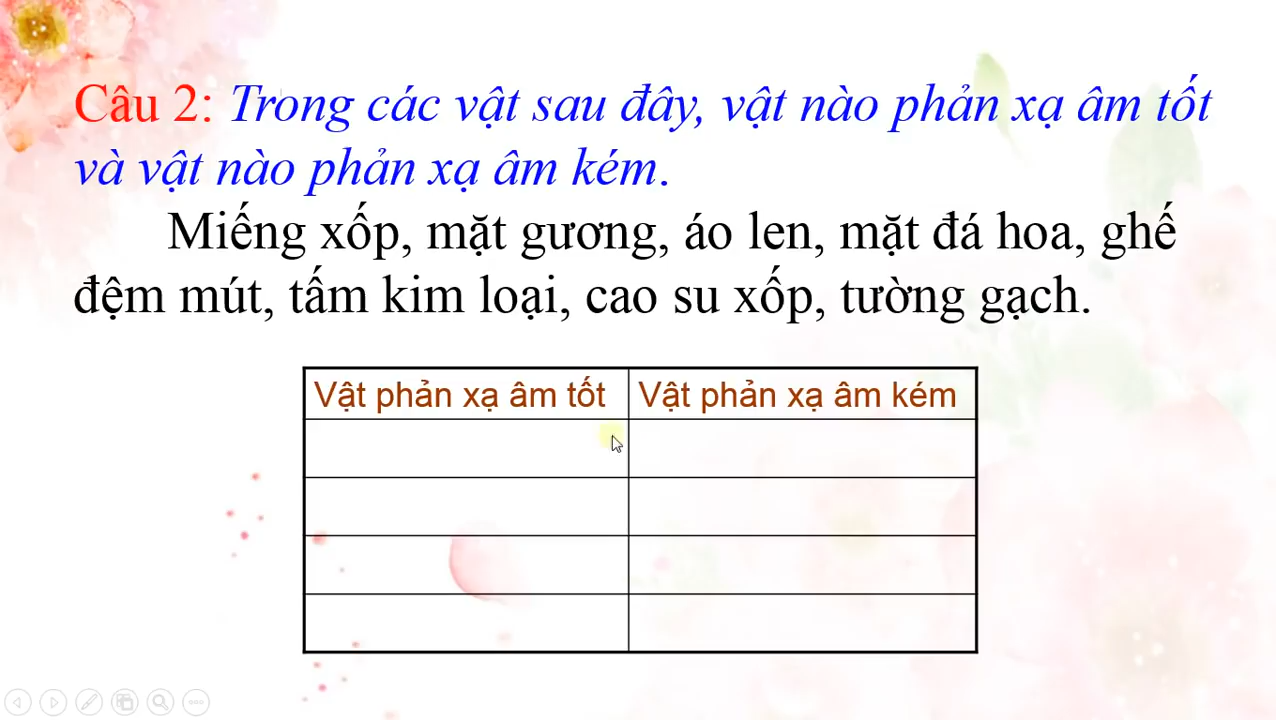 Câu 2: Trong các vật sau đây, vật nào phản xạ âm tốt
và vật nào phản xạ âm kém.
Miếng xốp, mặt gương, áo len, mặt đá hoa, ghế
đệm mút, tấm kim loại, cao su xốp, tường gạch.
Vật phản xạ âm tốt
Vật phản xạ âm kém